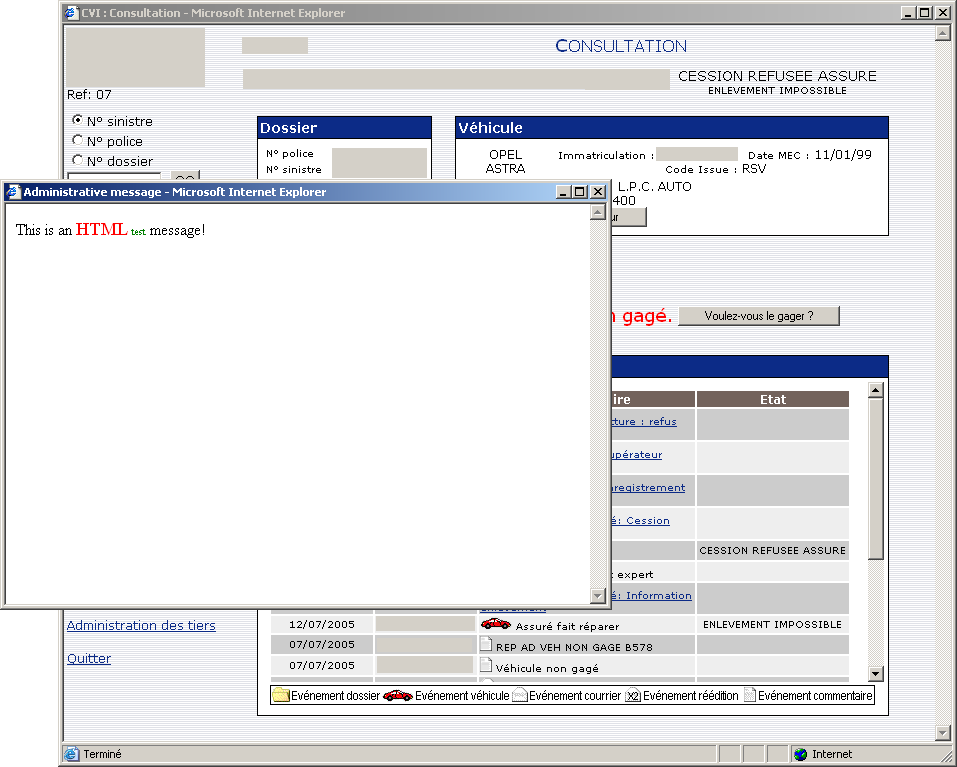 CVI : Consultation - Microsoft Internet Explorer
CONSULTATION
CESSION REFUSEE ASSURE
ENLEVEMENT IMPOSSIBLE
Ref: 07
N° sinistre
N° police
N° dossier
Dossier
N° police
N° sinistre
Véhicule
OPEL
ASTRA
Immatriculation :
Date MEC : 11/01/99
Code Issue : RSV
L.P.C. AUTO
400
Administrative message - Microsoft Internet Explorer
This is an HTML test message!
gagé.
Voulez-vous le gager ?
Etat
: refus
enregistrement
: Cession
CESSION REFUSEE ASSURE
expert
: Information
12/07/2005 Assuré fait réparer ENLEVEMENT IMPOSSIBLE
07/07/2005 REP AD VEH NON GAGE B578
07/07/2005 Véhicule non gagé
Evénement dossier Evénement véhicule Evénement courrier X2 Evénement réédition Evénement commentaire
Administration des tiers
Quitter
Terminé
Internet